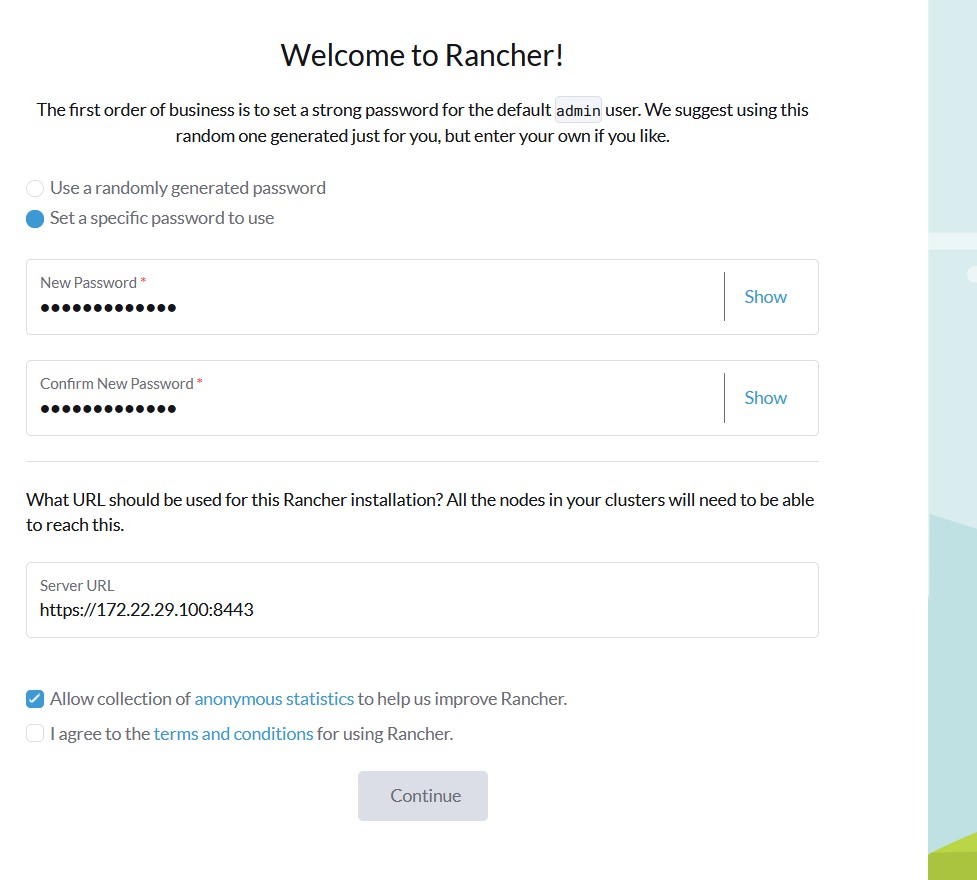 Welcome to Rancher!
The first order of business is to set a strong password for the default admin user. We suggest using this
random one generated just for you, but enter your own if you like.
Use a randomly generated password
Set a specific password to use
New Password *
•••••••••••••
Show
Confirm New Password *
•••••••••••••
Show
What URL should be used for this Rancher installation? All the nodes in your clusters will need to be able
to reach this.
Server URL
https://172.22.29.100:8443
Allow collection of anonymous statistics to help us improve Rancher.
I agree to the terms and conditions for using Rancher.
Continue